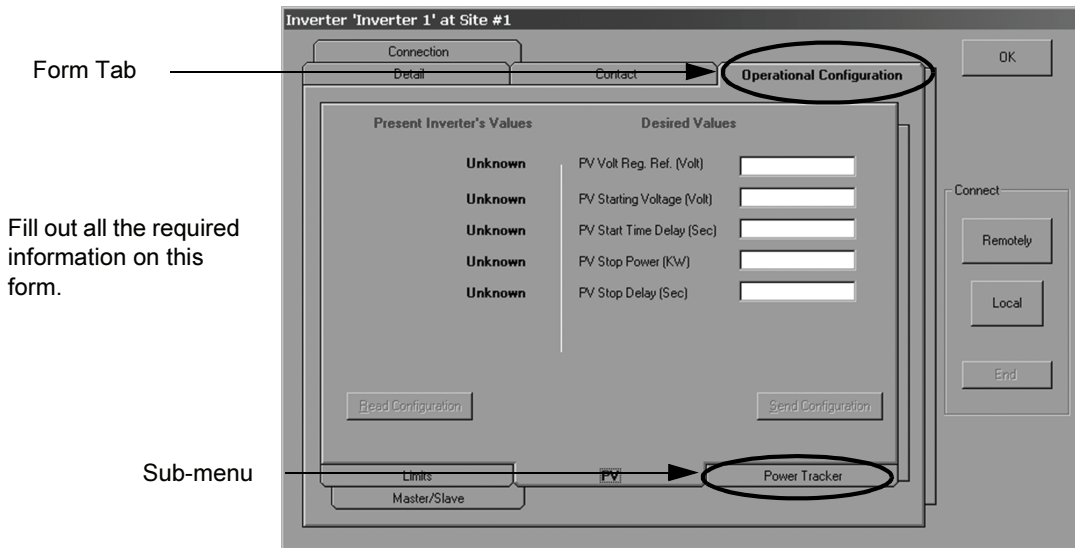 Inverter 'Inverter 1' at Site #1
Connection
Form Tab
Detail
Contact
Operational Configuration
OK
Present Inverter's Values
Desired Values
Unknown
PV Volt Reg. Ref. (Volt)
Unknown
PV Starting Voltage (Volt)
Unknown
PV Start Time Delay (Sec)
Unknown
PV Stop Power (KW)
Unknown
PV Stop Delay (Sec)
Fill out all the required
information on this
form.
Connect
Remotely
Local
End
Read Configuration
Send Configuration
Sub-menu
Limits
PV
Power Tracker
Master/Slave